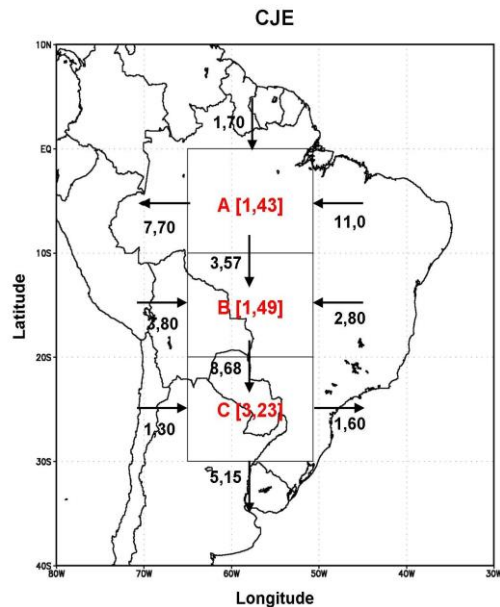 CJE
10N
1,70
EQ
A [1,43]
7,70
11,0
10S
3,57
B [1,49]
3,80
2,80
Latitude
20S
8,68
C [3,23]
1,30
1,60
30S
5,15
40S
80W 70W 60W 50W 40W 30W
Longitude